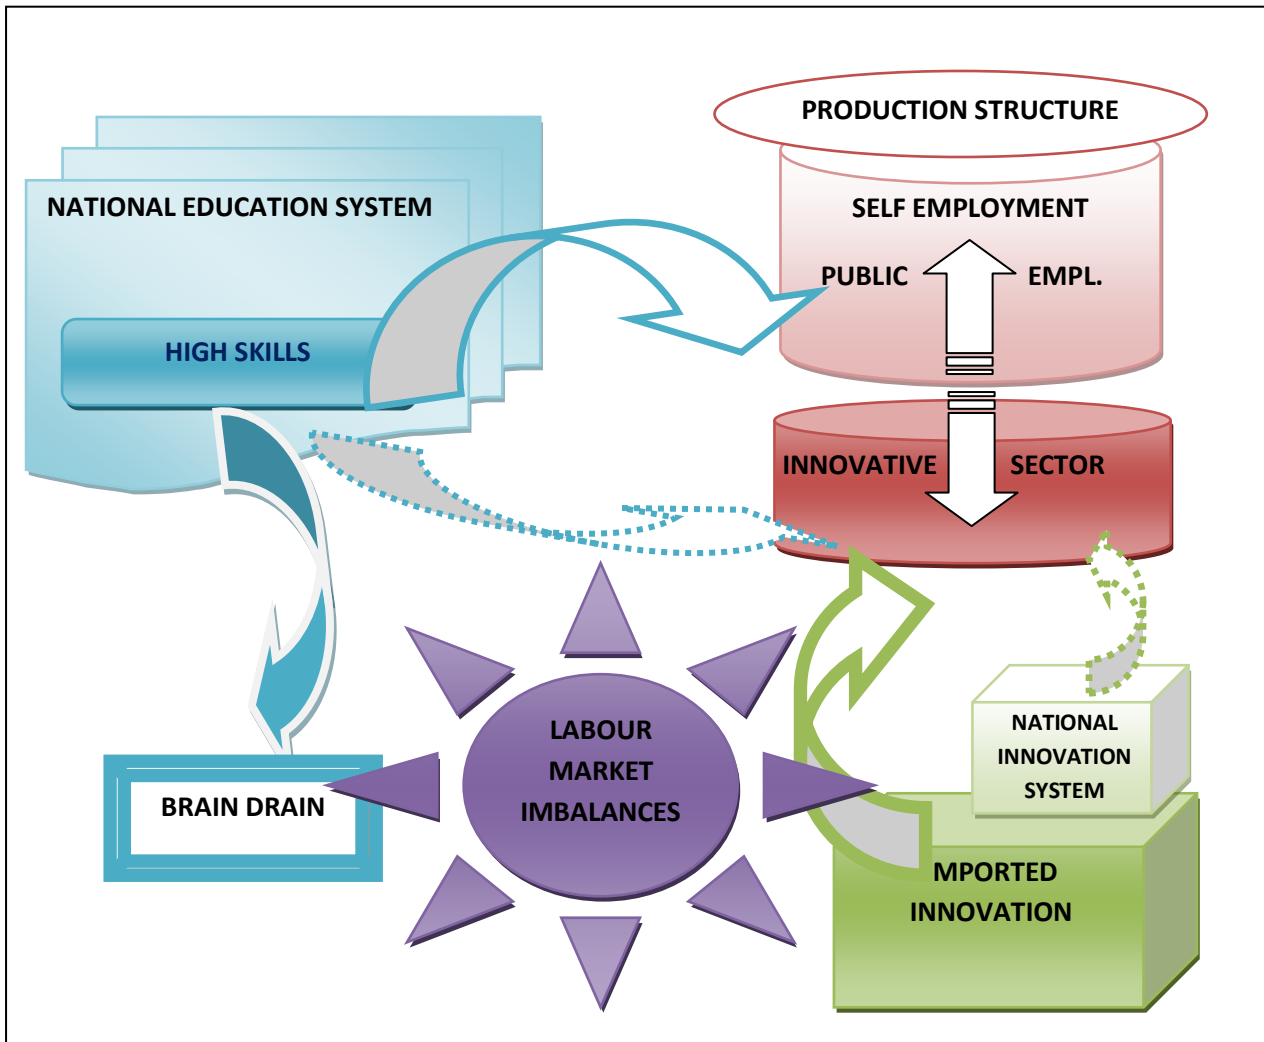 PRODUCTION STRUCTURE
NATIONAL EDUCATION SYSTEM
SELF EMPLOYMENT
PUBLIC EMPL.
HIGH SKILLS
INNOVATIVE SECTOR
LABOUR
MARKET
IMBALANCES
NATIONAL
INNOVATION
SYSTEM
BRAIN DRAIN
MPORTED
INNOVATION